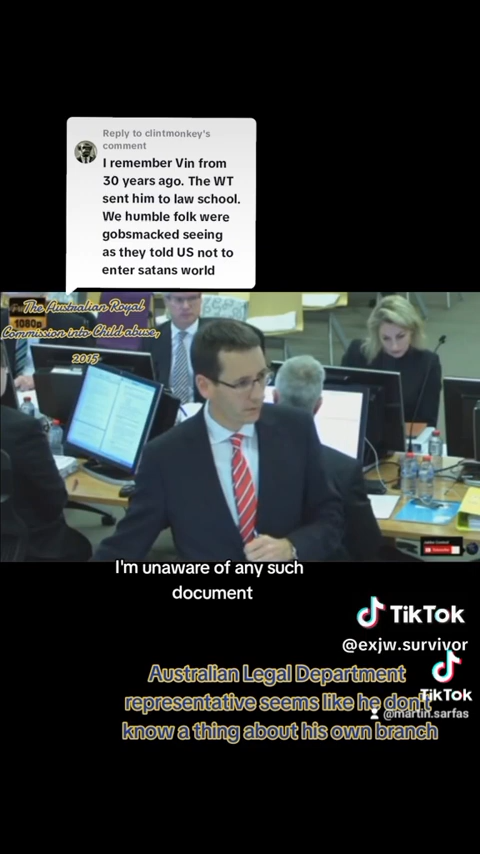 Reply to clintmonkey's
comment
I remember Vin from
30 years ago. The WT
sent him to law school.
We humble folk were
gobsmacked seeing
as they told US not to
enter satans world
The Australian Royal
1080p
Commission into Child abuse,
2015
Subscribe
I'm unaware of any such
document
TikTok
@exjw.survivor
Australian Legal Department
representative seems like he don't
know a thing about his own branch
TikTok
@martin.sarfas